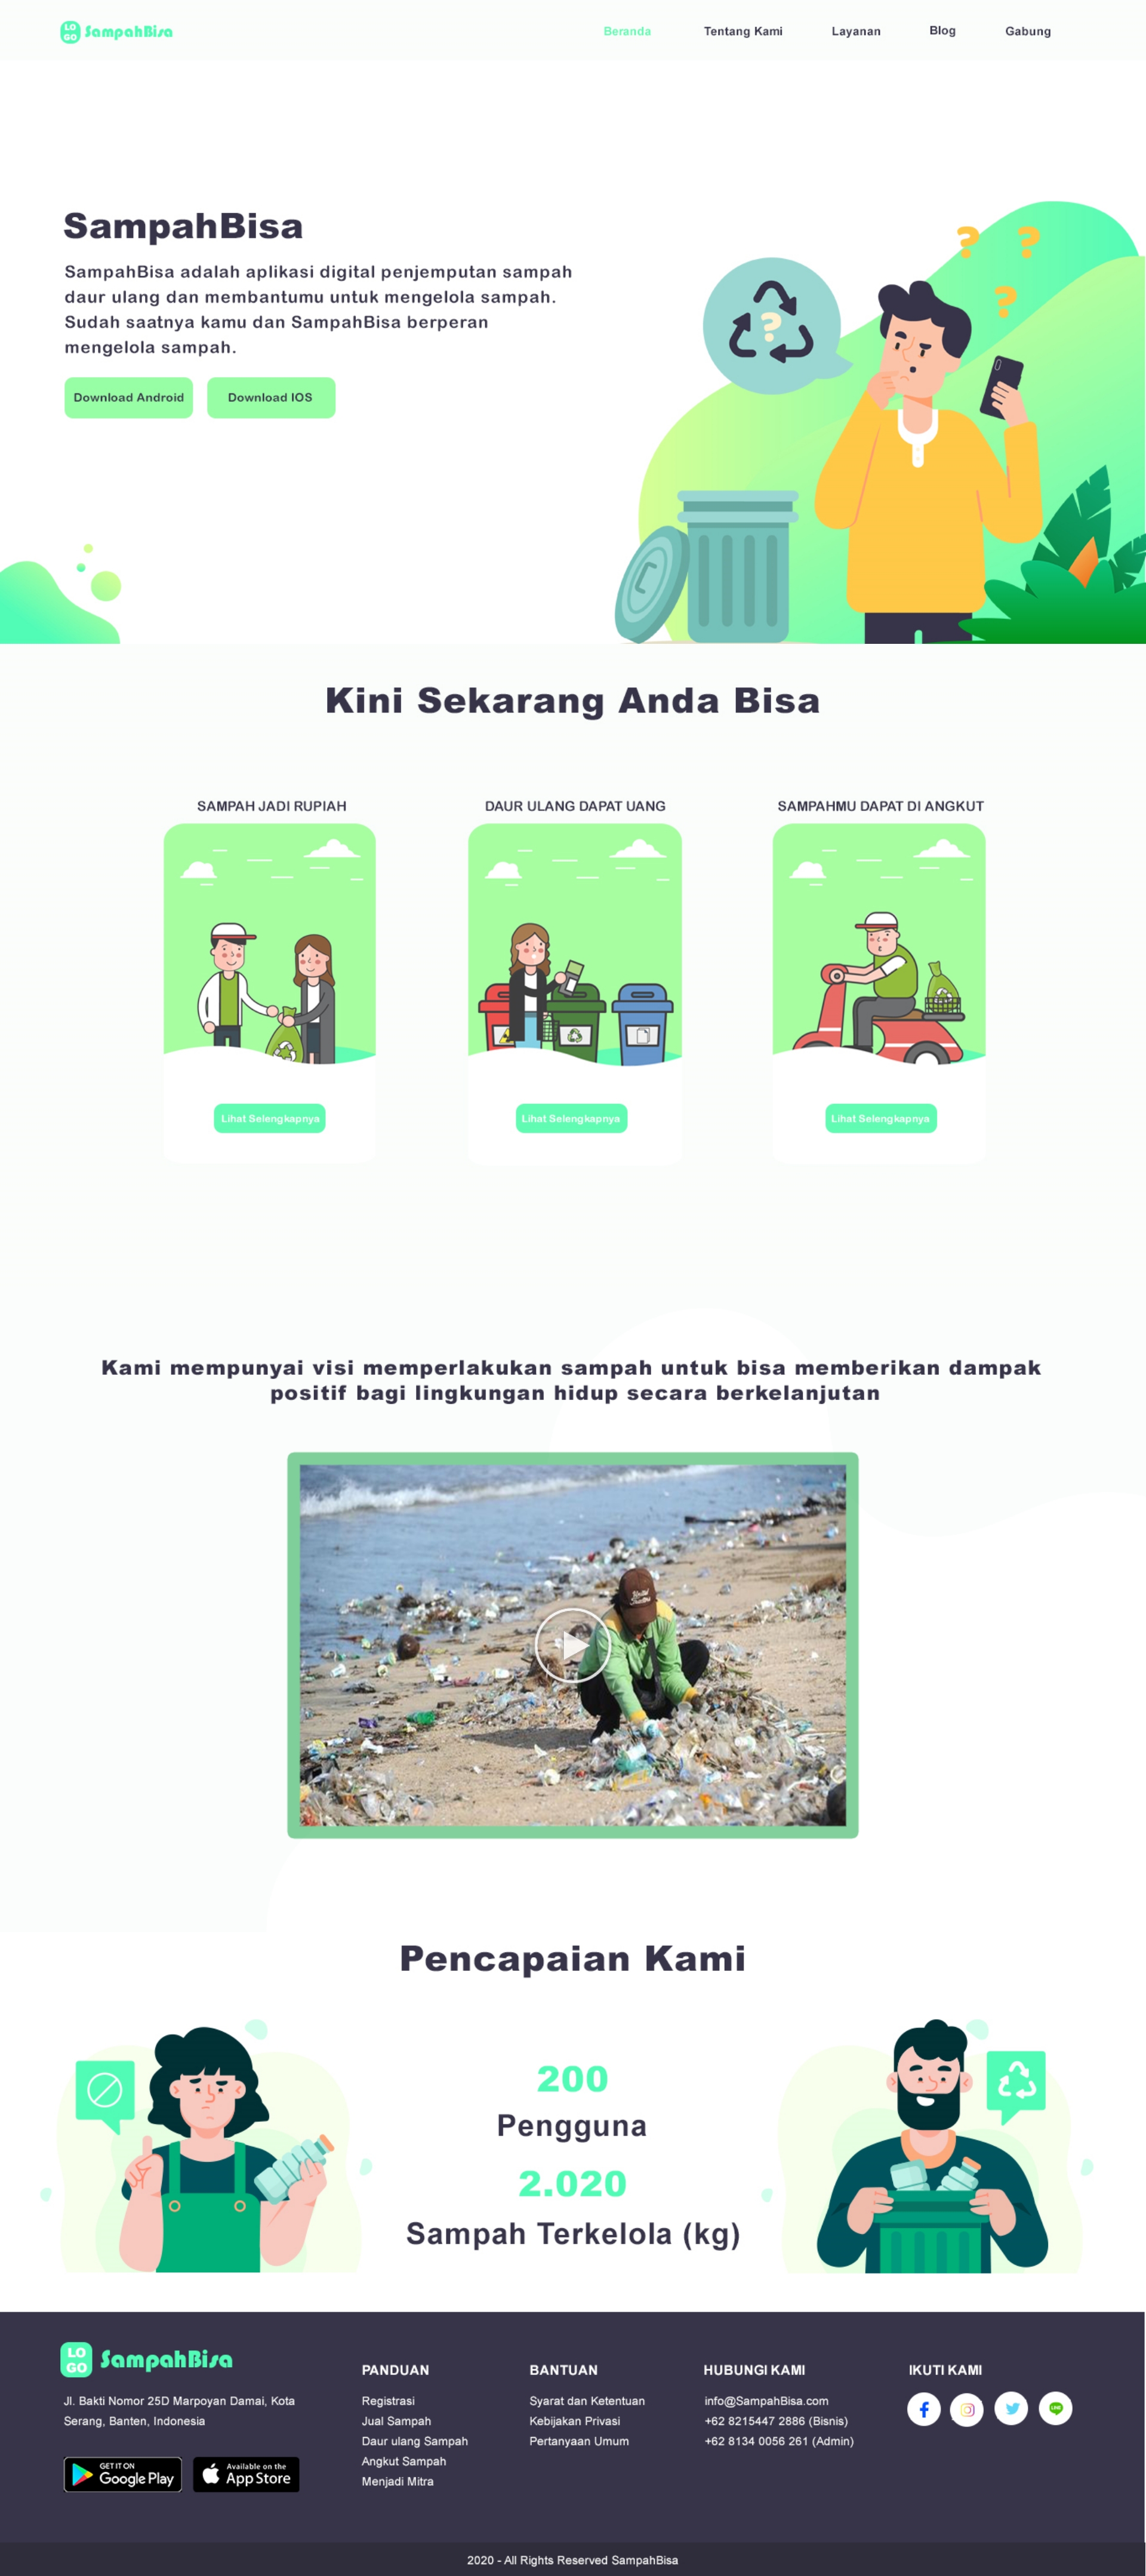 LO
GO
SampahBisa
Beranda
Tentang Kami
Layanan
Blog
Gabung
SampahBisa
SampahBisa adalah aplikasi digital penjemputan sampah
daur ulang dan membantumu untuk mengelola sampah.
Sudah saatnya kamu dan SampahBisa berperan
mengelola sampah.
Download Android
Download IOS
? ?
?
?
Kini Sekarang Anda Bisa
SAMPAH JADI RUPIAH
DAUR ULANG DAPAT UANG
SAMPAHMU DAPAT DI ANGKUT
Lihat Selengkapnya
Lihat Selengkapnya
Lihat Selengkapnya
Kami mempunyai visi memperlakukan sampah untuk bisa memberikan dampak
positif bagi lingkungan hidup secara berkelanjutan
Pencapaian Kami
200
Pengguna
2.020
Sampah Terkelola (kg)
LO
GO
SampahBisa
Jl. Bakti Nomor 25D Marpoyan Damai, Kota
Serang, Banten, Indonesia
GET IT ON
Google Play
Available on the
App Store
PANDUAN
Registrasi
Jual Sampah
Daur ulang Sampah
Angkut Sampah
Menjadi Mitra
BANTUAN
Syarat dan Ketentuan
Kebijakan Privasi
Pertanyaan Umum
HUBUNGI KAMI
info@SampahBisa.com
+62 8215447 2886 (Bisnis)
+62 8134 0056 261 (Admin)
IKUTI KAMI
LINE
2020 - All Rights Reserved SampahBisa